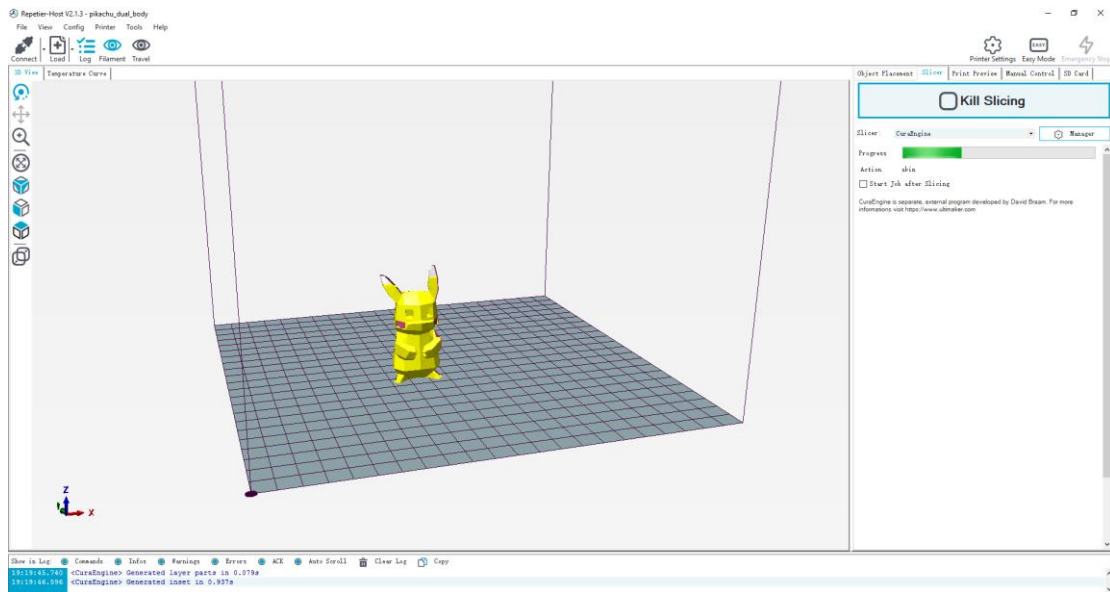 Repetier-Host V2.1.3 - pikachu_dual_body
File View Config Printer Tools Help
Connect Load Log Filament Travel Printer Settings Easy Mode Emergency Stop
EASY
3D View Temperature Curve Object Placement Slicer Print Preview Manual Control SD Card
Kill Slicing
Slicer: CuraEngine Manager
Progress
Action skin
Start Job after Slicing
CuraEngine is separate, external program developed by David Braam. For more
informations visit https://www.ultimaker.com
Z
Y X
Show in Log: Commands Infos Warnings Errors ACK Auto Scroll Clear Log Copy
19:19:45.740 <CuraEngine> Generated layer parts in 0.079s
19:19:46.896 <CuraEngine> Generated inset in 0.937s